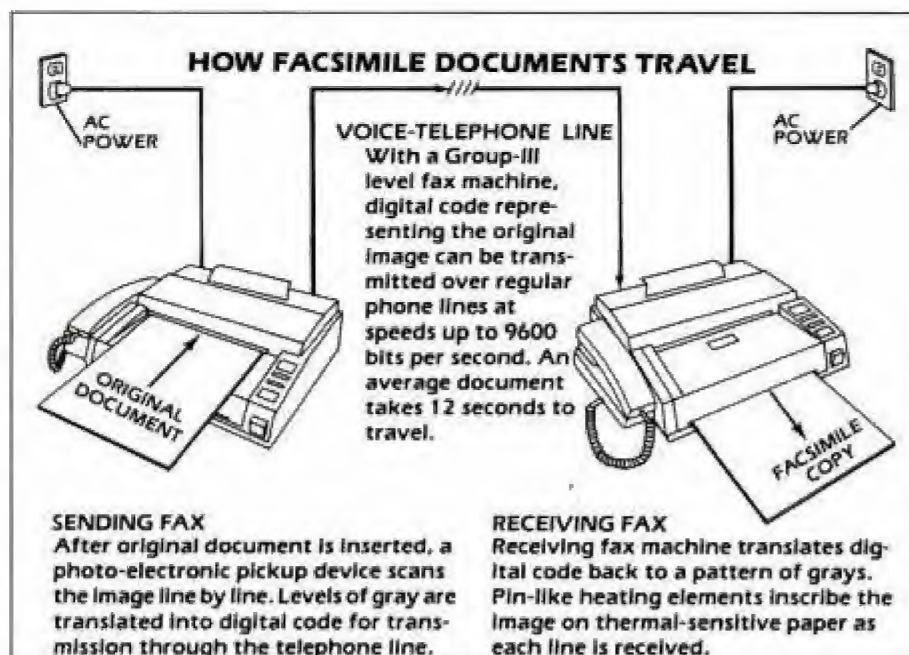 HOW FACSIMILE DOCUMENTS TRAVEL
AC
POWER
AC
POWER
VOICE-TELEPHONE LINE
With a Group-III
level fax machine,
digital code repre-
senting the original
image can be trans-
mitted over regular
phone lines at
speeds up to 9600
bits per second. An
average document
takes 12 seconds to
travel.
ORIGINAL
DOCUMENT
FACSIMILE
COPY
SENDING FAX
After original document is inserted, a
photo-electronic pickup device scans
the image line by line. Levels of gray are
translated into digital code for trans-
mission through the telephone line.
RECEIVING FAX
Receiving fax machine translates dig-
ital code back to a pattern of grays.
Pin-like heating elements inscribe the
image on thermal-sensitive paper as
each line is received.